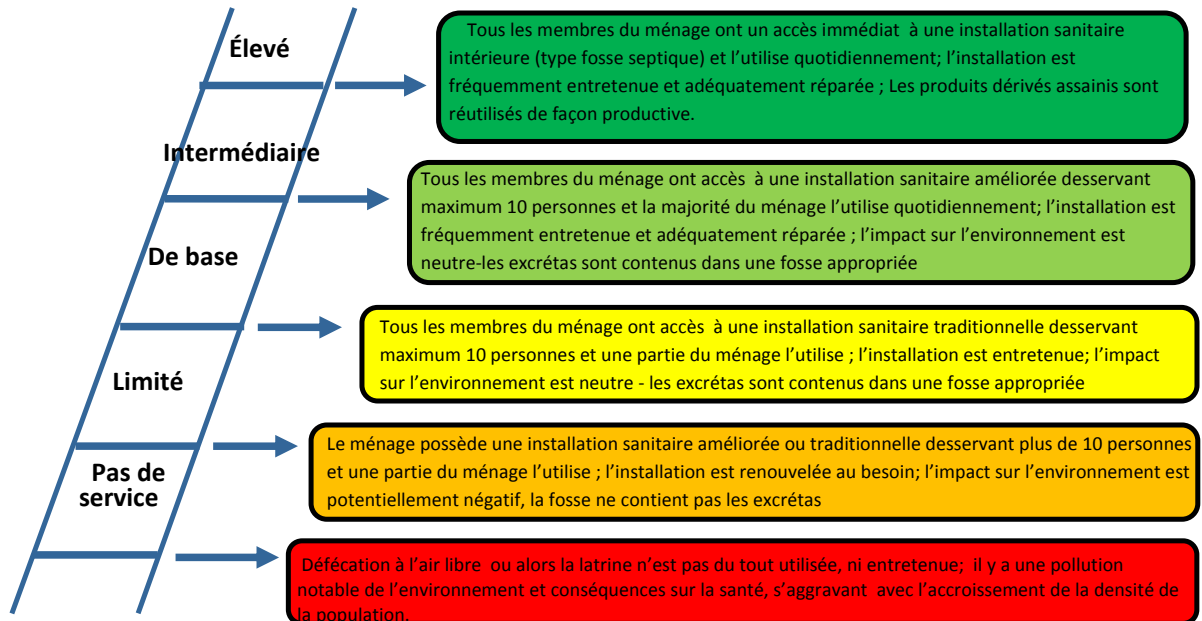 Élevé
Tous les membres du ménage ont un accès immédiat à une installation sanitaire
intérieure (type fosse septique) et l’utilise quotidiennement; l’installation est
fréquemment entretenue et adéquatement réparée ; Les produits dérivés assainis sont
réutilisés de façon productive.
Intermédiaire
Tous les membres du ménage ont accès à une installation sanitaire améliorée desservant
maximum 10 personnes et la majorité du ménage l’utilise quotidiennement; l’installation est
fréquemment entretenue et adéquatement réparée ; l’impact sur l’environnement est
neutre-les excrétas sont contenus dans une fosse appropriée
De base
Tous les membres du ménage ont accès à une installation sanitaire traditionnelle desservant
maximum 10 personnes et une partie du ménage l’utilise ; l’installation est entretenue; l’impact
sur l’environnement est neutre - les excrétas sont contenus dans une fosse appropriée
Limité
Le ménage possède une installation sanitaire améliorée ou traditionnelle desservant plus de 10 personnes
et une partie du ménage l’utilise ; l’installation est renouvelée au besoin; l’impact sur l’environnement est
potentiellement négatif, la fosse ne contient pas les excrétas
Pas de
service
Défécation à l’air libre ou alors la latrine n’est pas du tout utilisée, ni entretenue; il y a une pollution
notable de l’environnement et conséquences sur la santé, s’aggravant avec l’accroissement de la densité de
la population.